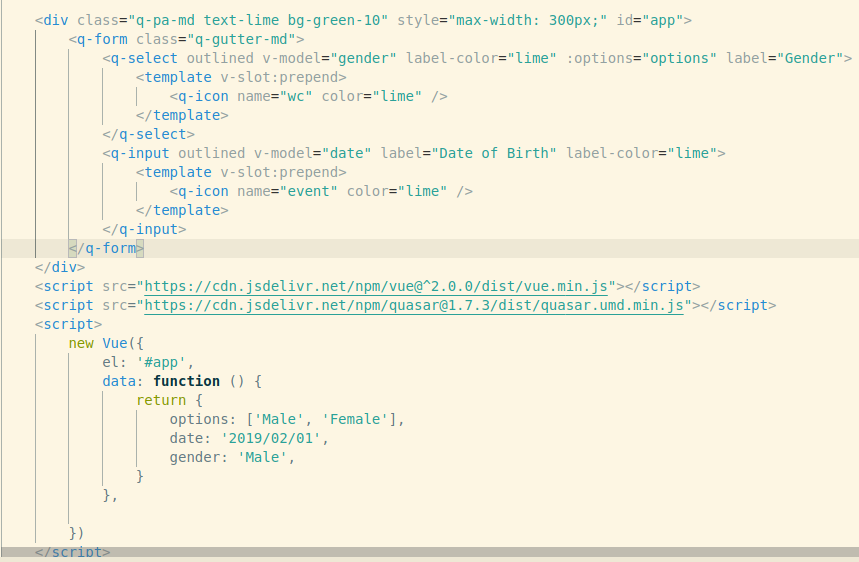 <div class="q-pa-md text-lime bg-green-10" style="max-width: 300px;" id="app">
<q-form class="q-gutter-md">
<q-select outlined v-model="gender" label-color="lime" :options="options" label="Gender">
<template v-slot:prepend>
<q-icon name="wc" color="lime" />
</template>
</q-select>
<q-input outlined v-model="date" label="Date of Birth" label-color="lime">
<template v-slot:prepend>
<q-icon name="event" color="lime" />
</template>
</q-input>
</q-form>
</div>
<script src="https://cdn.jsdelivr.net/npm/vue@^2.0.0/dist/vue.min.js"></script>
<script src="https://cdn.jsdelivr.net/npm/quasar@1.7.3/dist/quasar.umd.min.js"></script>
<script>
new Vue({
el: '#app',
data: function () {
return {
options: ['Male', 'Female'],
date: '2019/02/01',
gender: 'Male',
}
},
})
</script>